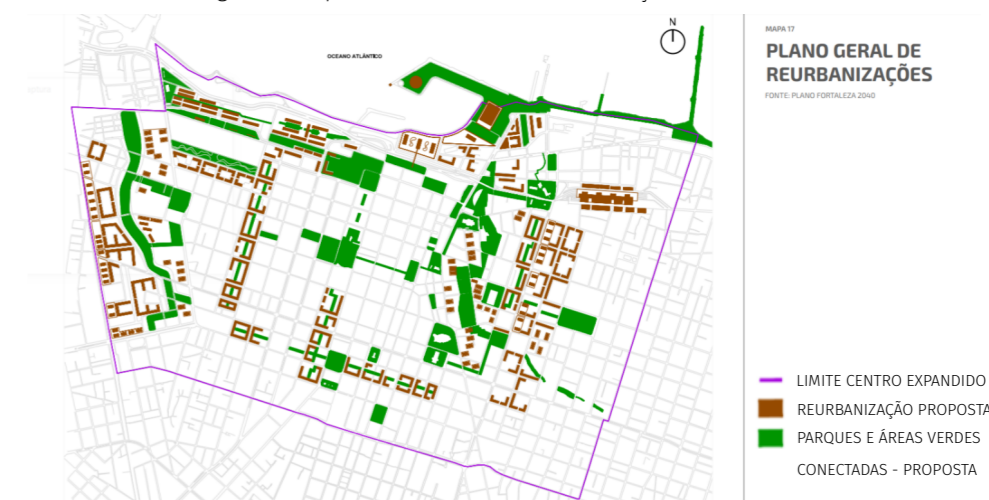 OCEANO ATLÂNTICO
N
MAPA 17
PLANO GERAL DE
REURBANIZAÇÕES
FONTE: PLANO FORTALEZA 2040
LIMITE CENTRO EXPANDIDO
REURBANIZAÇÃO PROPOSTA
PARQUES E ÁREAS VERDES
CONECTADAS - PROPOSTA